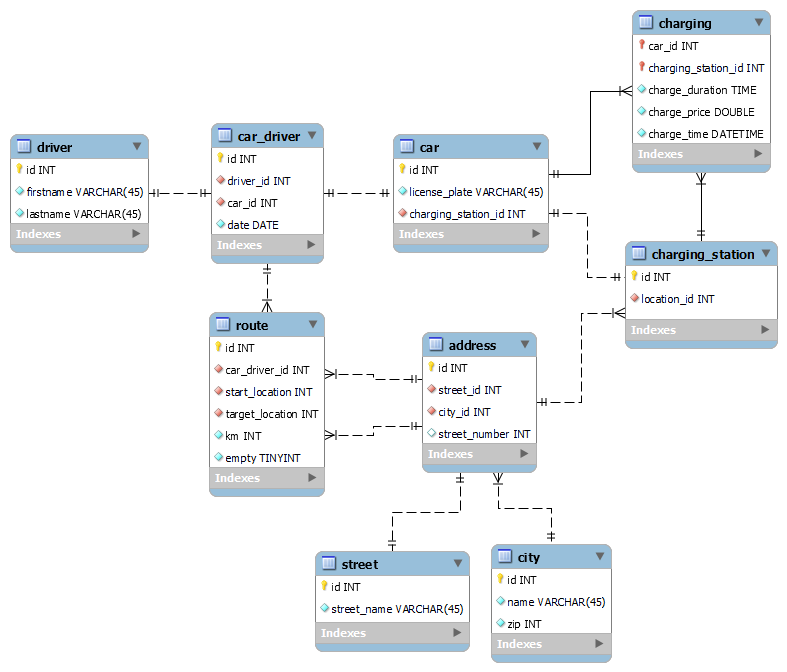 charging
car_id INT
charging_station_id INT
charge_duration TIME
charge_price DOUBLE
charge_time DATETIME
Indexes
driver
id INT
firstname VARCHAR(45)
lastname VARCHAR(45)
Indexes
car_driver
id INT
driver_id INT
car_id INT
date DATE
Indexes
car
id INT
license_plate VARCHAR(45)
charging_station_id INT
Indexes
charging_station
id INT
location_id INT
Indexes
route
id INT
car_driver_id INT
start_location INT
target_location INT
km INT
empty TINYINT
Indexes
address
id INT
street_id INT
city_id INT
street_number INT
Indexes
street
id INT
street_name VARCHAR(45)
Indexes
city
id INT
name VARCHAR(45)
zip INT
Indexes